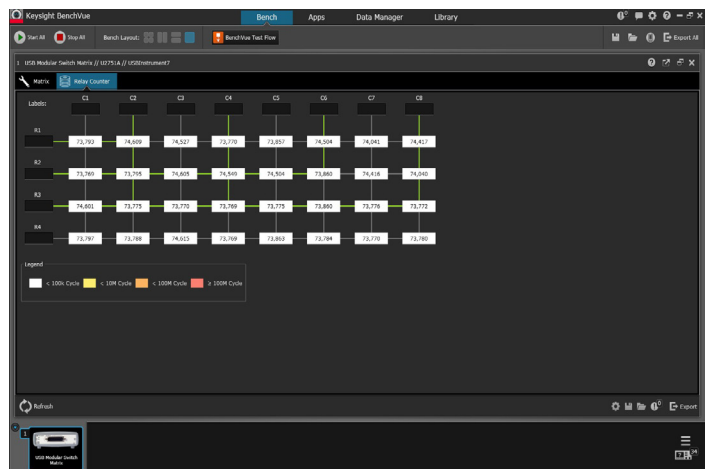 Keysight BenchVue
Bench Apps Data Manager Library
Start All Stop All Bench Layout: BenchVue Test Flow Export All
1 USB Modular Switch Matrix // U2751A // USBInstrument7
Matrix Relay Counter
Labels: C1 C2 C3 C4 C5 C6 C7 C8
R1
73,793 74,609 74,527 73,770 73,857 74,504 74,041 74,417
R2
73,769 73,795 74,605 74,549 74,504 73,860 74,416 74,040
R3
74,601 73,775 73,770 73,769 73,775 73,860 73,776 73,772
R4
73,797 73,788 74,615 73,769 73,863 73,784 73,770 73,780
Legend
< 100k Cycle < 10M Cycle < 100M Cycle ≥ 100M Cycle
Refresh Export
1
USB Modular Switch
Matrix